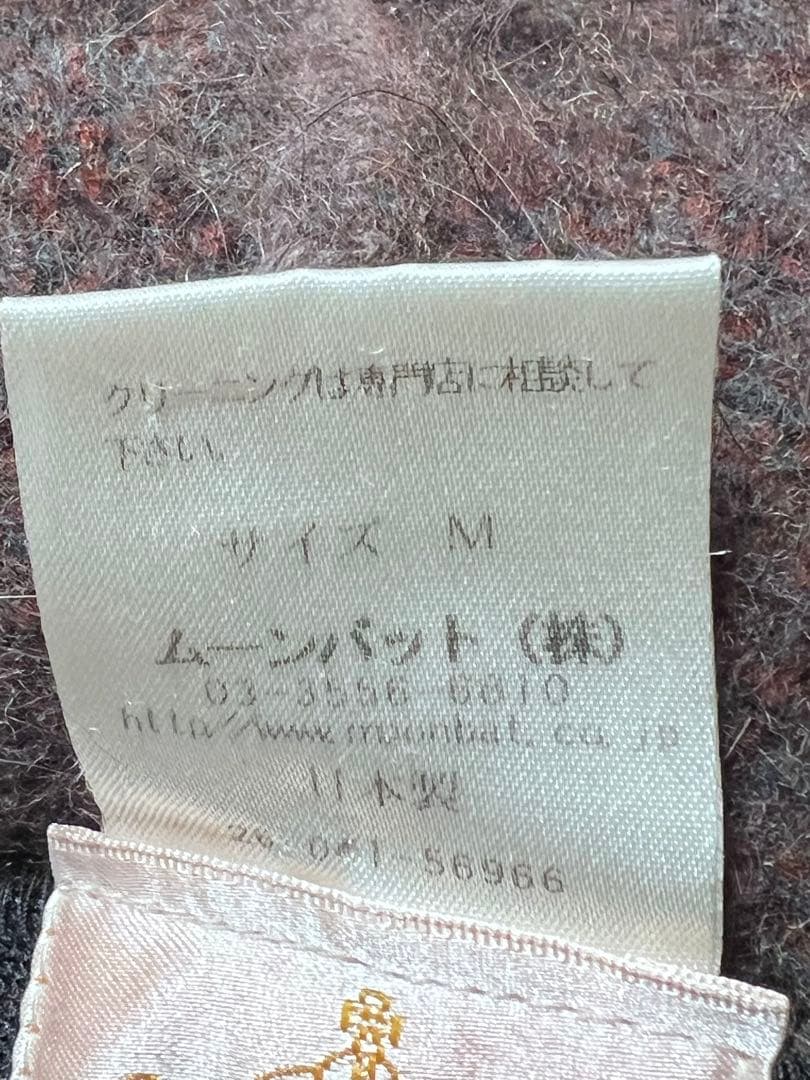 クリーニングは専門店に相談して
下さい
サイズ M
ムーンバット(株)
03-3556-6810
http//www.moonbat.co.jp
日本製
061-56966